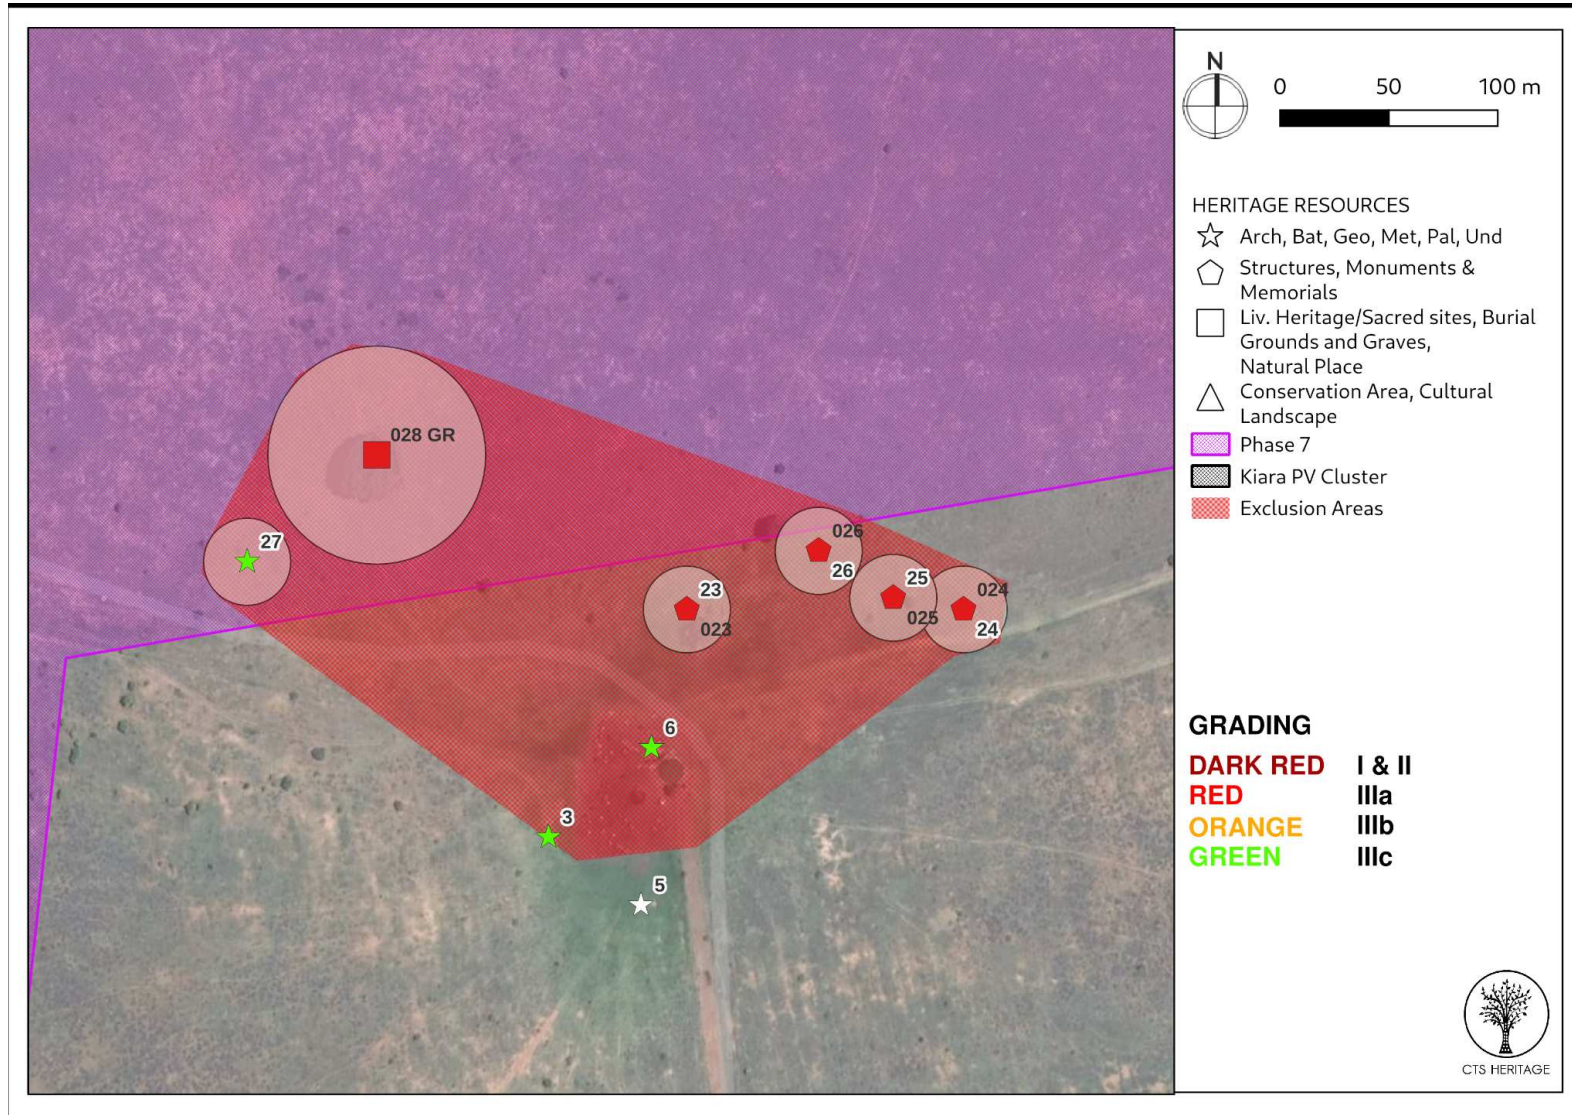 N
0 50 100 m
HERITAGE RESOURCES
Arch, Bat, Geo, Met, Pal, Und
Structures, Monuments &
Memorials
Liv. Heritage/Sacred sites, Burial
Grounds and Graves,
Natural Place
Conservation Area, Cultural
Landscape
Phase 7
Kiara PV Cluster
Exclusion Areas
028 GR
27
026
26
23
023
25
025
024
24
6
3
5
GRADING
DARK RED I & II
RED IIIa
ORANGE IIIb
GREEN IIIc
CTS HERITAGE